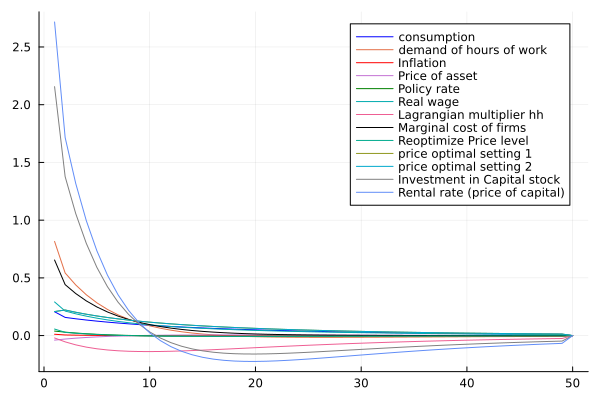 2.5
2.0
1.5
1.0
0.5
0.0
0
10
20
30
40
50
consumption
demand of hours of work
Inflation
Price of asset
Policy rate
Real wage
Lagrangian multiplier hh
Marginal cost of firms
Reoptimize Price level
price optimal setting 1
price optimal setting 2
Investment in Capital stock
Rental rate (price of capital)